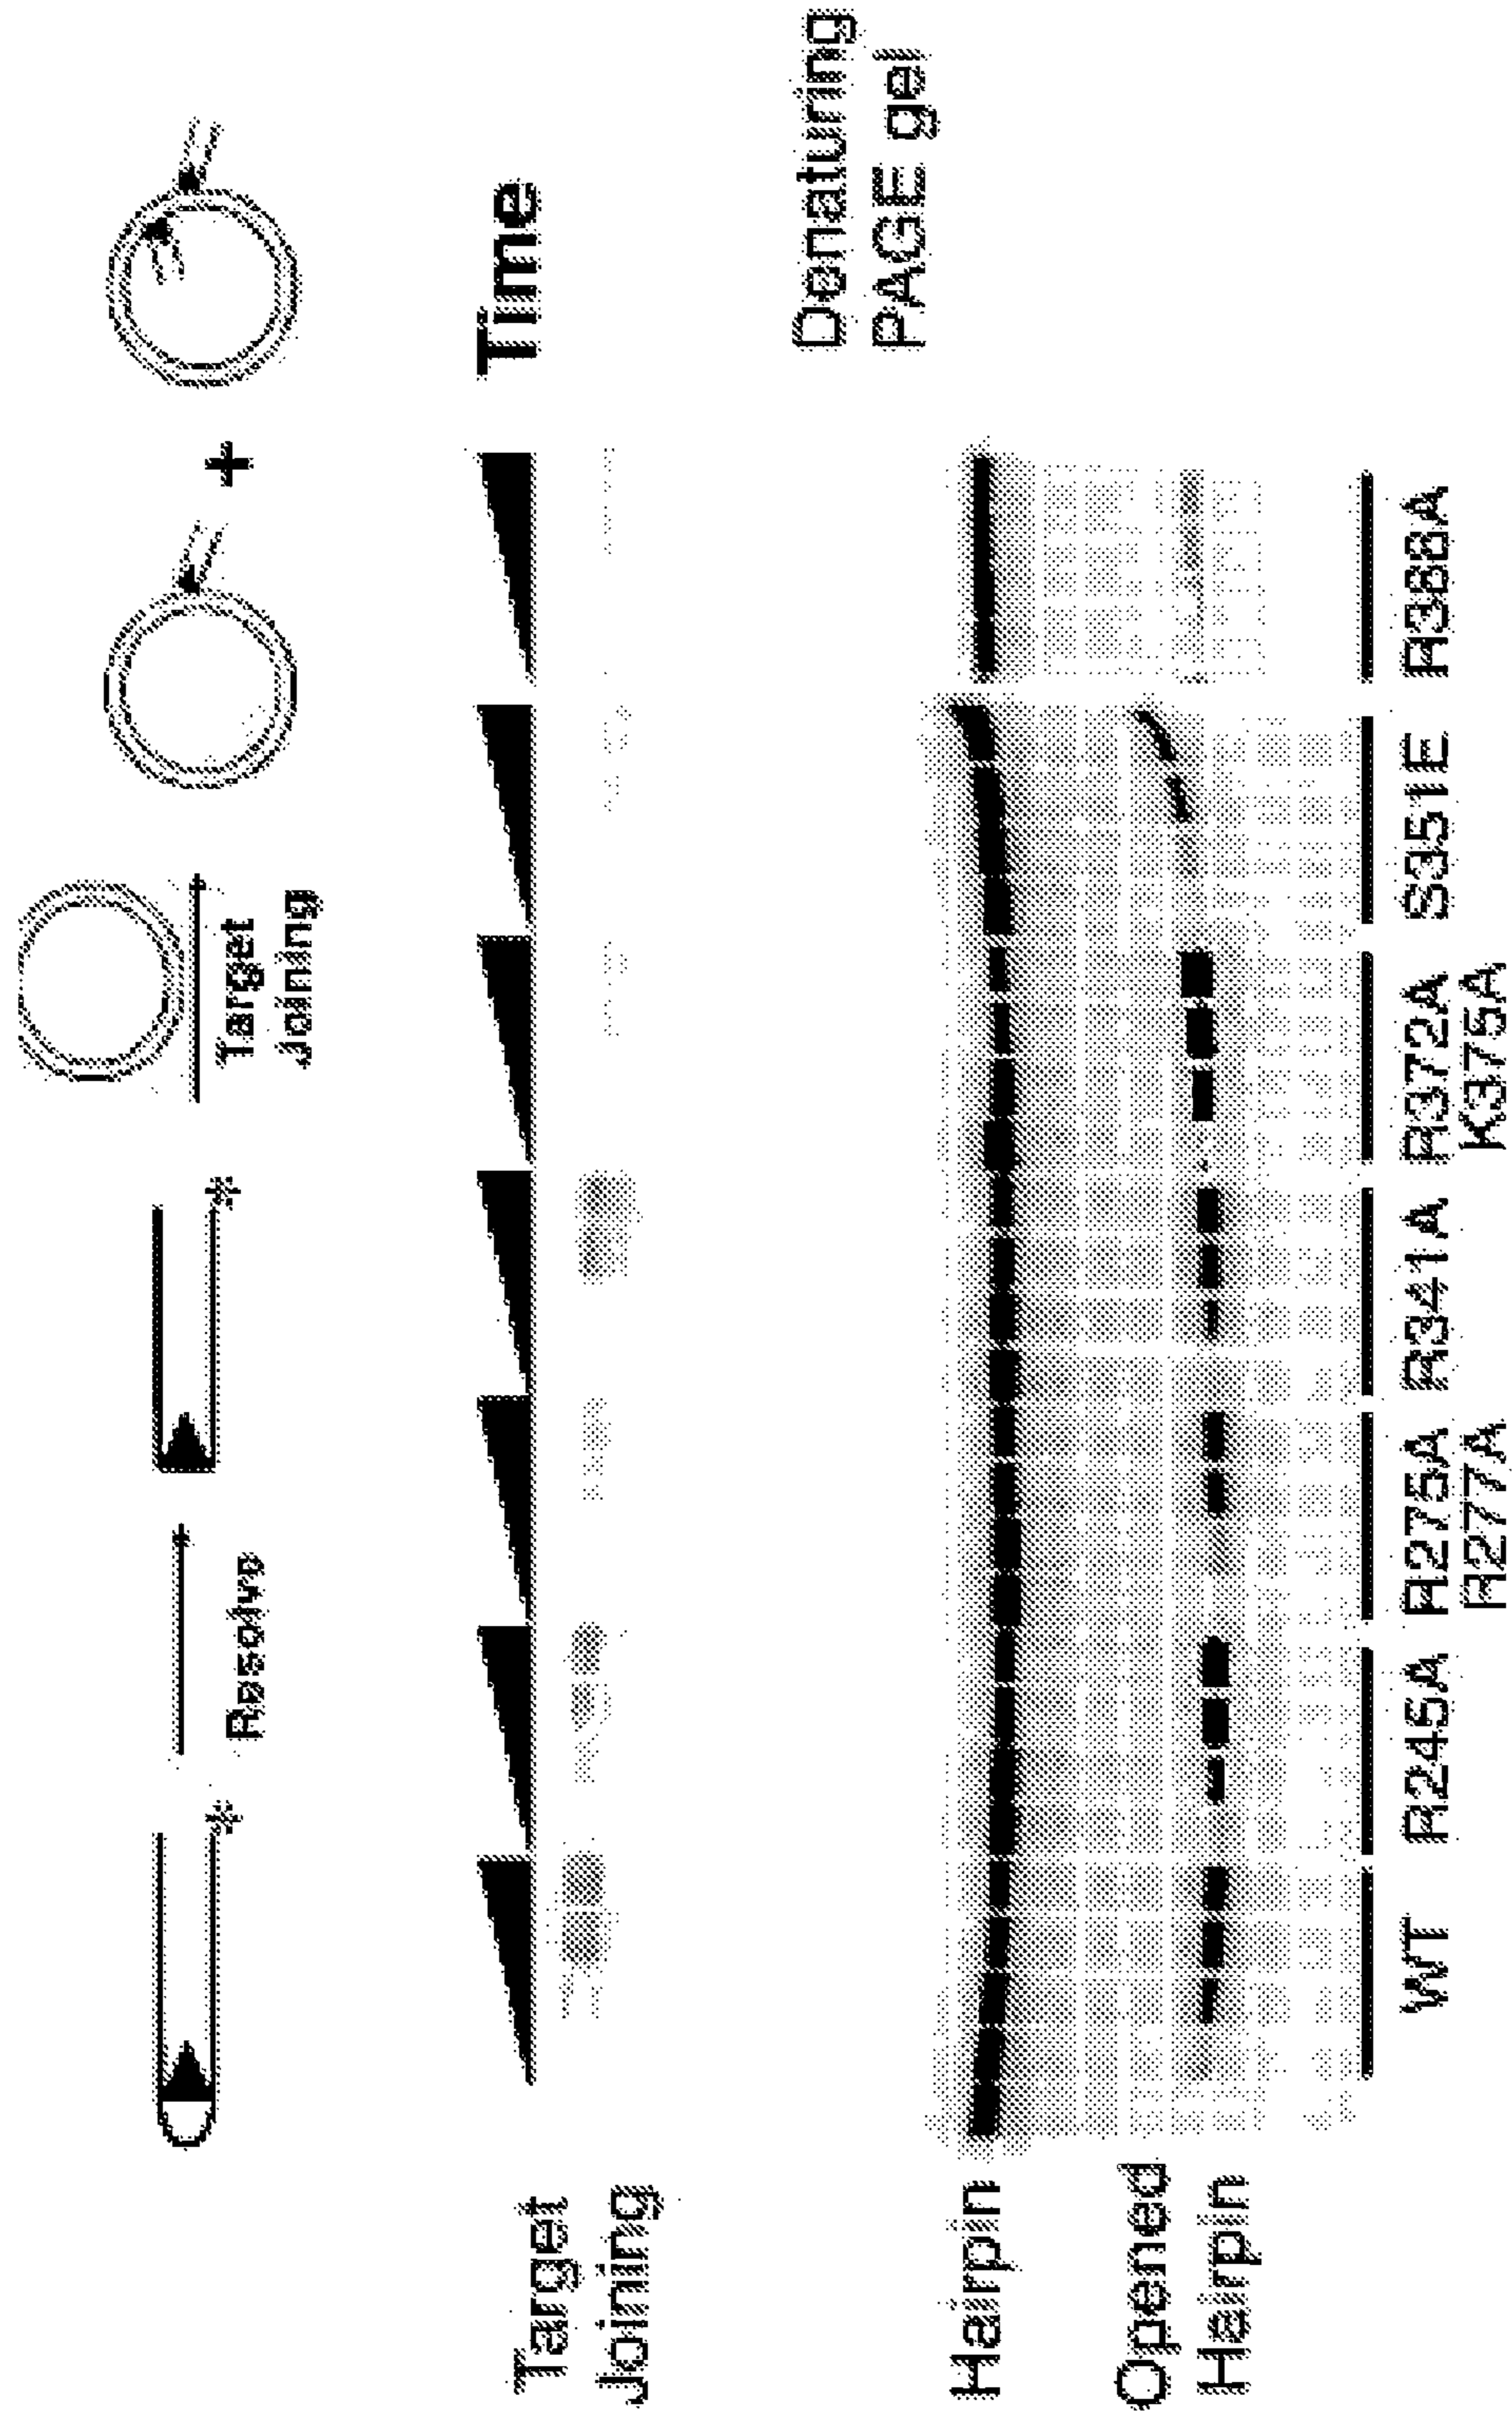 Resolve
Target
Joining
+
Time
Target
Joining
Denaturing
PAGE gel
Hairpin
Opened
Hairpin
WT
R245A
R275A
R277A
R341A
R372A
K375A
S351E
R388A